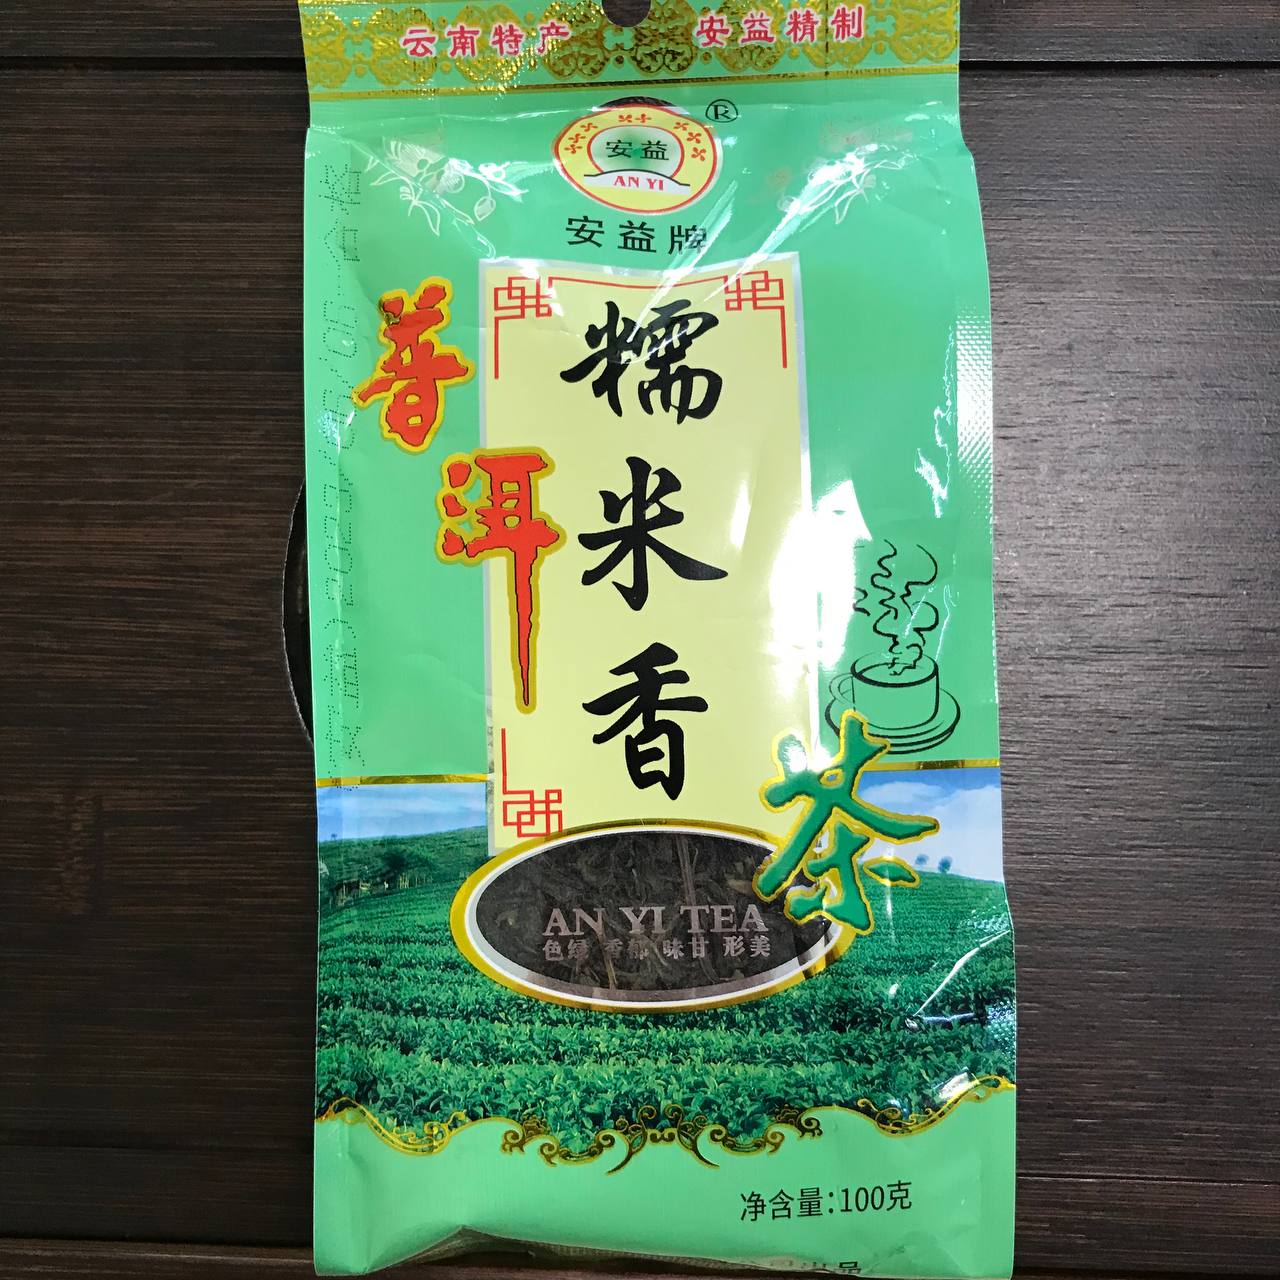 云南特产 安益精制
®
安益
AN YI
安益牌
普洱
糯米香
茶
AN YI TEA
色绿 香郁 味甘 形美
净含量:100克